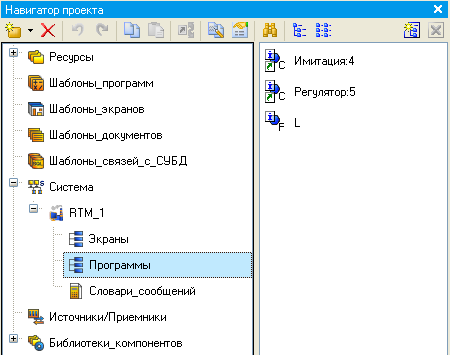 Навигатор проекта
Ресурсы
Шаблоны_программ
Шаблоны_экранов
Шаблоны_документов
Шаблоны_связей_с_СУБД
Система
RTM_1
Экраны
Программы
Словари_сообщений
Источники/Приемники
Библиотеки_компонентов
C Имитация:4
C Регулятор:5
F L